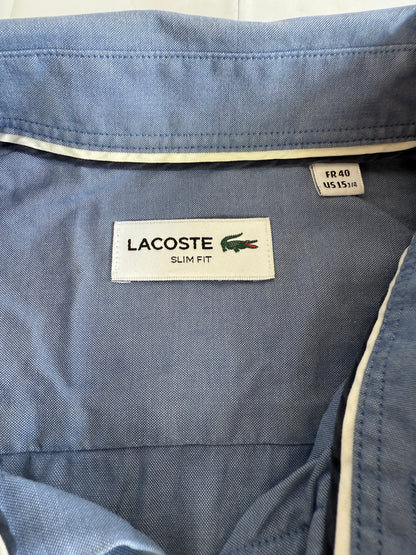 FR 40
US 15 3/4
LACOSTE
SLIM FIT